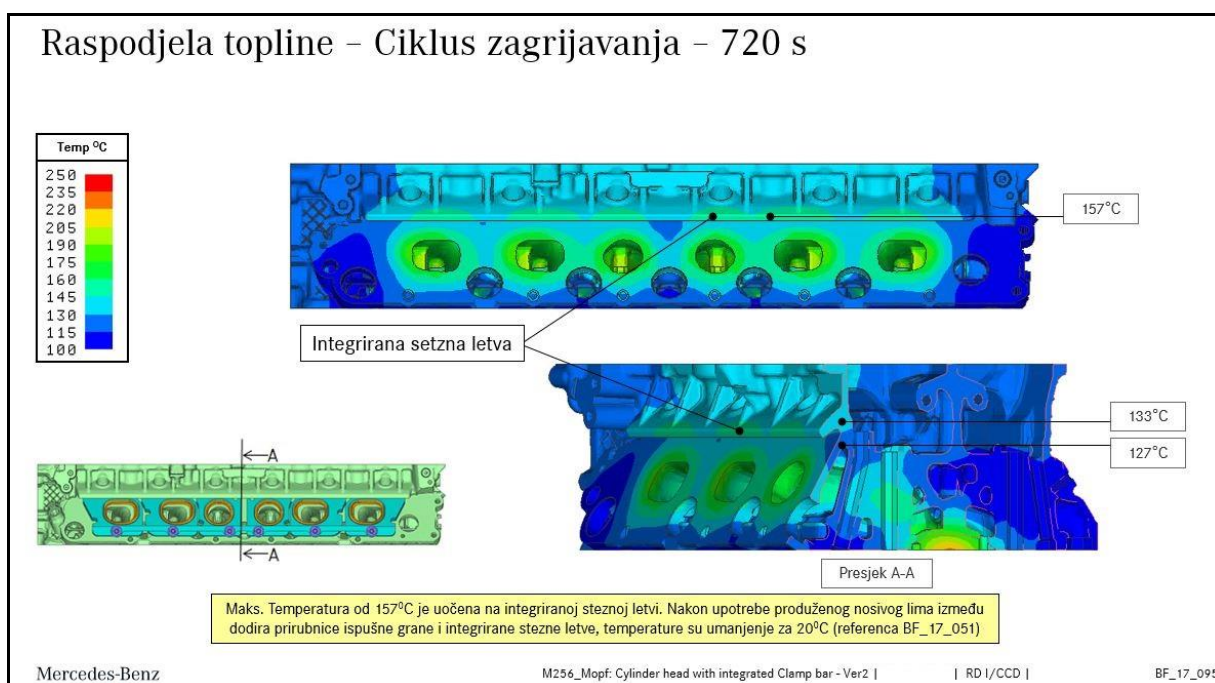 Raspodjela topline – Ciklus zagrijavanja – 720 s
Temp ⁰C
250
235
220
205
190
175
160
145
130
115
100
157°C
Integrirana setzna letva
133°C
127°C
A
A
Presjek A-A
Maks. Temperatura od 157⁰C je uočena na integriranoj steznoj letvi. Nakon upotrebe produženog nosivog lima između
dodira prirubnice ispušne grane i integrirane stezne letve, temperature su umanjenje za 20⁰C (referenca BF_17_051)
Mercedes-Benz
M256_Mopf: Cylinder head with integrated Clamp bar - Ver2 | | RD I/CCD | BF_17_095